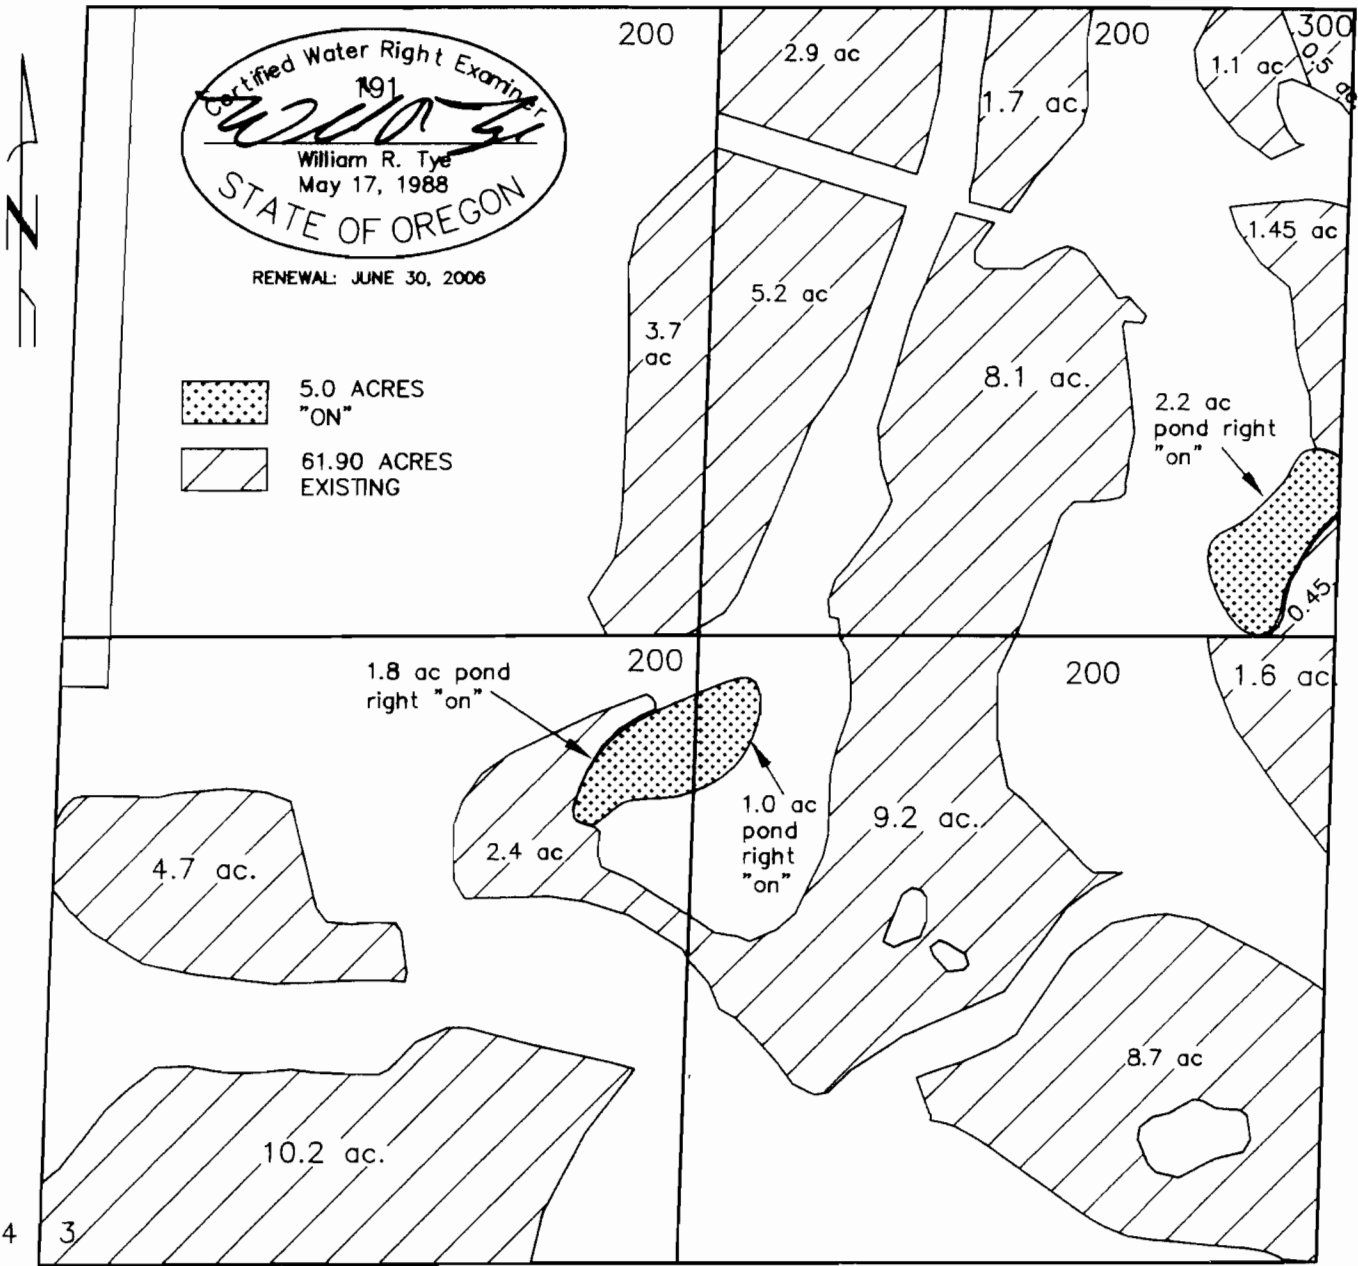 200
2.9 ac
200
300
1.1 ac
0.5 ac
1.7 ac.
Certified Water Right Examiner
191
William R. Tye
May 17, 1988
STATE OF OREGON
RENEWAL: JUNE 30, 2006
N
1.45 ac
5.2 ac
3.7
ac
8.1 ac.
5.0 ACRES
"ON"
61.90 ACRES
EXISTING
2.2 ac
pond right
"on"
0.45
1.8 ac pond
right "on"
200
200
1.6 ac.
1.0 ac
pond
right
"on"
9.2 ac.
2.4 ac.
4.7 ac.
8.7 ac
10.2 ac.
4
3